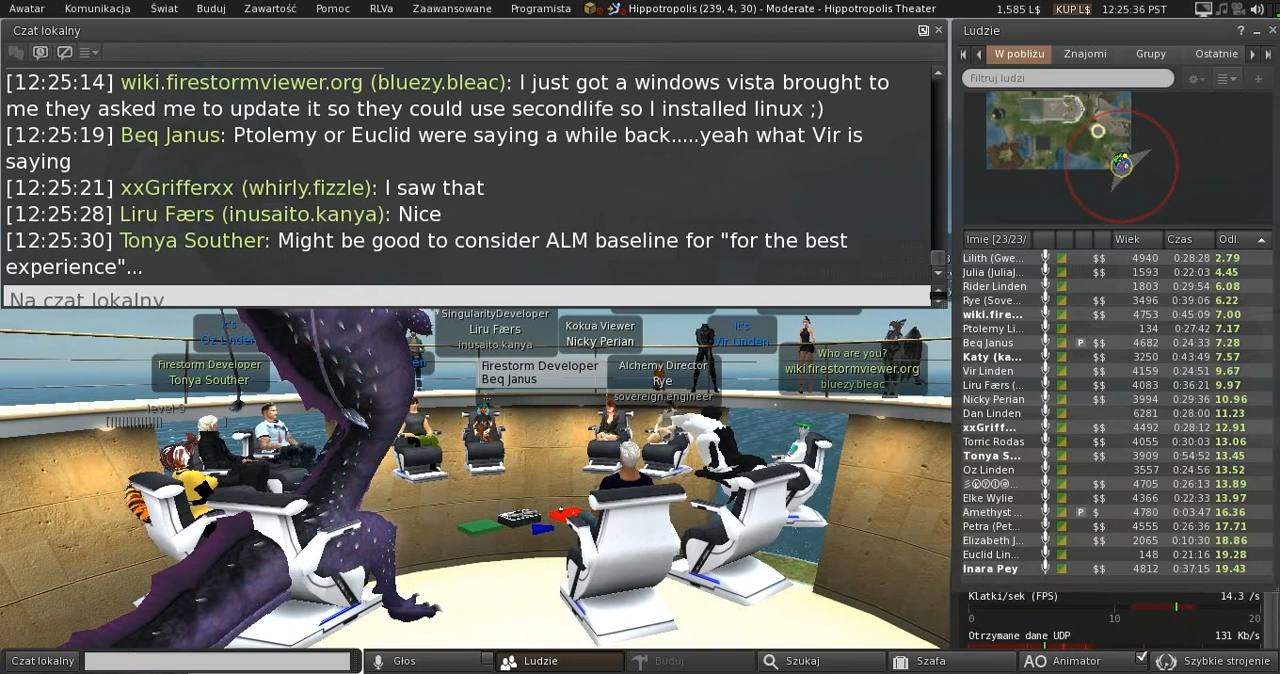 Awatar Komunikacja Świat Buduj Zawartość Pomoc RLVa Zaawansowane Programista Hippotropolis (239, 4, 30) - Moderate - Hippotropolis Theater 1,585 L$ KUP L$ 12:25:36 PST
Czat lokalny
[12:25:14] wiki.firestormviewer.org (bluezy.bleac): I just got a windows vista brought to
me they asked me to update it so they could use secondlife so I installed linux ;)
[12:25:19] Beq Janus: Ptolemy or Euclid were saying a while back.....yeah what Vir is
saying
[12:25:21] xxGrifferxx (whirly.fizzle): I saw that
[12:25:28] Liru Færs (inusaito.kanya): Nice
[12:25:30] Tonya Souther: Might be good to consider ALM baseline for "for the best
experience"...
Na czat lokalny
It's
Oz Linden
Firestorm Developer
Tonya Souther
level 9
SingularityDeveloper
Liru Færs
inusaito.kanya
Kokua Viewer
Nicky Perian
Firestorm Developer
Beq Janus
Alchemy Director
Rye
sovereign.engineer
It's
Vir Linden
Who are you?
wiki.firestormviewer.org
bluezy.bleac
Ludzie
W pobliżu Znajomi Grupy Ostatnie
Filtruj ludzi
Imię [23/23/ Wiek Czas Odl.
Lilith (Gwe... $$ 4940 0:28:28 2.79
Julia (JuliaJ... $$ 1593 0:22:03 4.45
Rider Linden 1803 0:29:54 6.08
Rye (Sove... $$ 3496 0:39:06 6.22
wiki.fire... $$ 4753 0:45:09 7.00
Ptolemy Li... 134 0:27:42 7.17
Beq Janus P $$ 4682 0:24:33 7.28
Katy (ka... $$ 3250 0:43:49 7.57
Vir Linden $$ 4159 0:24:51 9.67
Liru Færs (... $$ 4083 0:36:21 9.97
Nicky Perian $$ 3994 0:29:36 10.96
Dan Linden 6281 0:28:00 11.23
xxGriff... $$ 4492 0:28:12 12.91
Torric Rodas $$ 4055 0:30:03 13.06
Tonya S... $$ 3909 0:54:52 13.45
Oz Linden 3557 0:24:56 13.52
$$ 4705 0:26:13 13.89
Elke Wylie $$ 4366 0:22:33 13.97
Amethyst ... P $ 4780 0:03:47 16.36
Petra (Pet... $$ 4555 0:26:36 17.71
Elizabeth J... $$ 2065 0:10:30 18.86
Euclid Lin... 148 0:21:16 19.28
Inara Pey $$ 4812 0:37:15 19.43
Klatki/sek (FPS) 14.3 /s
0 10 20
Otrzymane dane UDP 131 Kb/s
Czat lokalny Głos Ludzie Buduj Szukaj Szafa AO Animator Szybkie strojenie